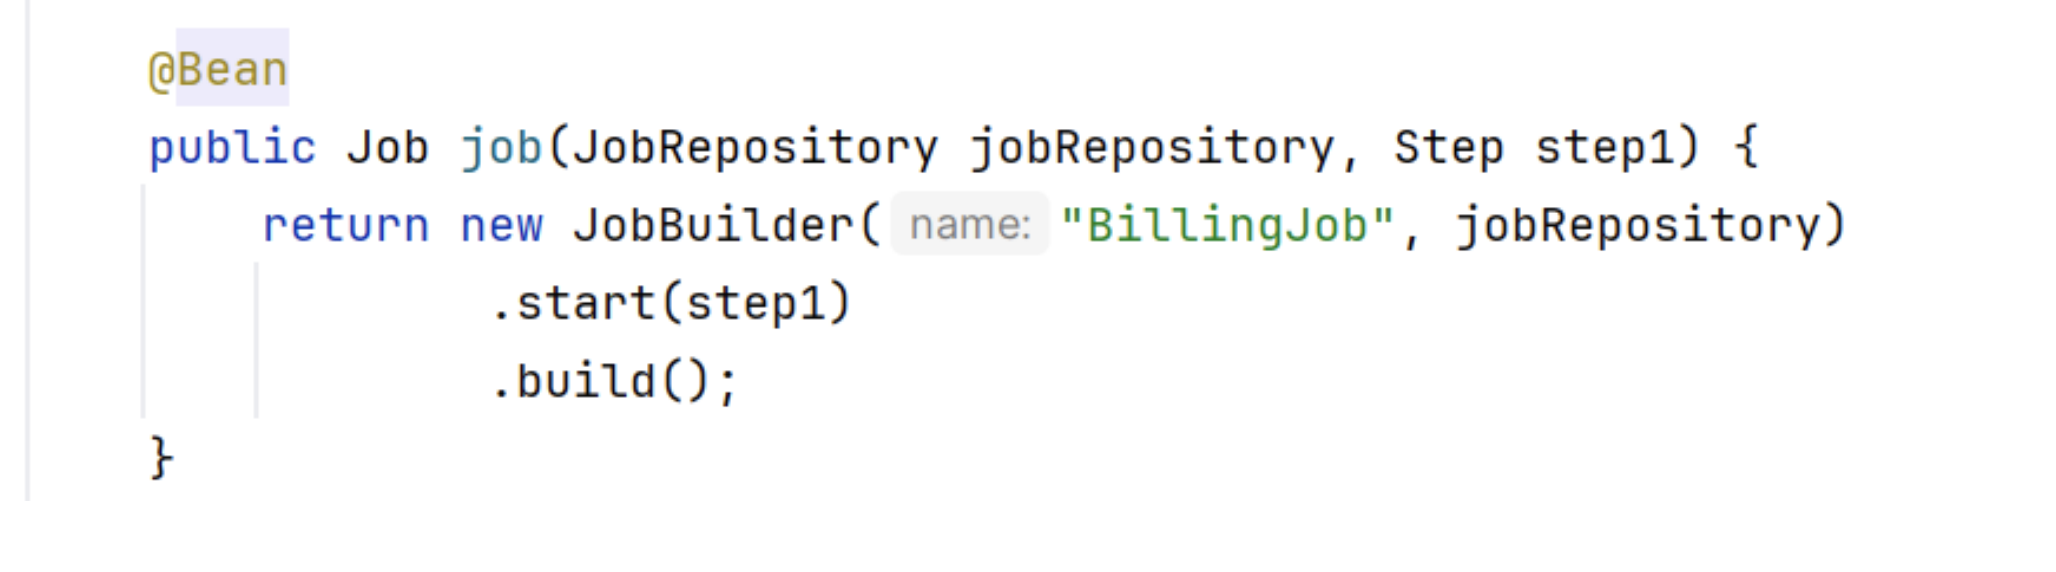 @Bean
public Job job(JobRepository jobRepository, Step step1) {
return new JobBuilder( name: "BillingJob", jobRepository)
.start(step1)
.build();
}